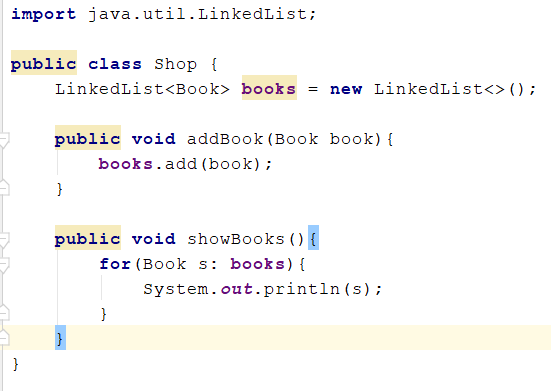 import java.util.LinkedList;
public class Shop {
LinkedList<Book> books = new LinkedList<>();
public void addBook(Book book){
books.add(book);
}
public void showBooks(){
for(Book s: books){
System.out.println(s);
}
}
}